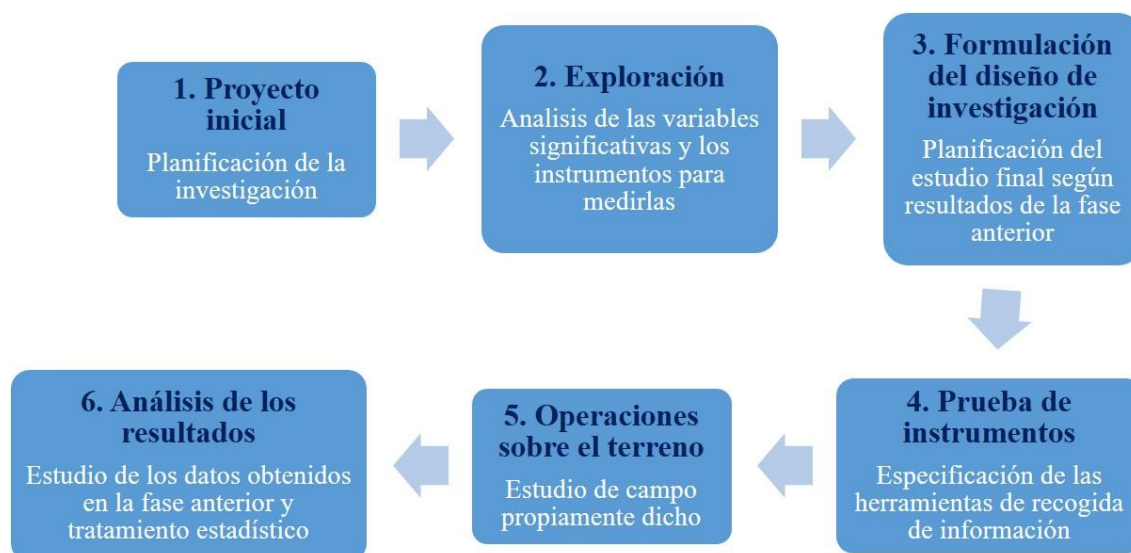 1. Proyecto
inicial
Planificación de la
investigación
2. Exploración
Analisis de las variables
significativas y los
instrumentos para
medirlas
3. Formulación
del diseño de
investigación
Planificación del
estudio final según
resultados de la fase
anterior
4. Prueba de
instrumentos
Especificación de las
herramientas de recogida
de información
5. Operaciones
sobre el terreno
Estudio de campo
propiamente dicho
6. Análisis de los
resultados
Estudio de los datos obtenidos
en la fase anterior y
tratamiento estadístico